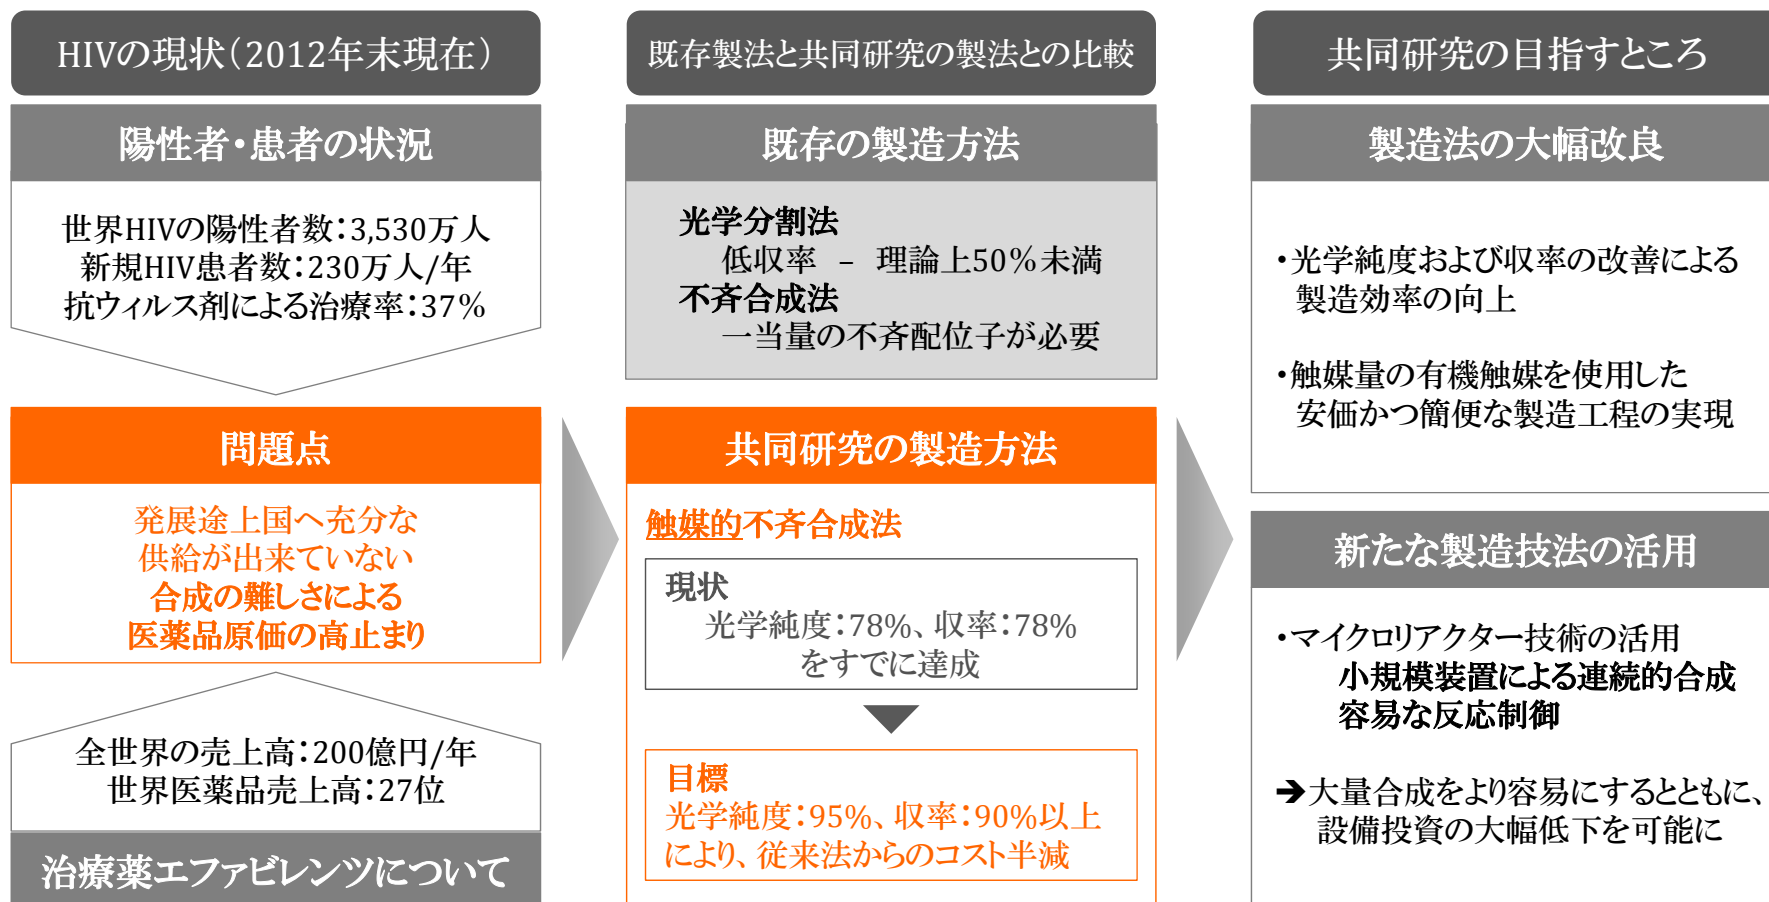 HIVの現状（2012年末現在）
陽性者・患者の状況
世界HIVの陽性者数：3,530万人
新規HIV患者数：230万人/年
抗ウィルス剤による治療率：37%
問題点
発展途上国へ充分な
供給が出来ていない
合成の難しさによる
医薬品原価の高止まり
全世界の売上高：200億円/年
世界医薬品売上高：27位
治療薬エファビレンツについて
既存製法と共同研究の製法との比較
既存の製造方法
光学分割法
低収率 – 理論上50％未満
不斉合成法
一当量の不斉配位子が必要
共同研究の製造方法
触媒的不斉合成法
現状
光学純度：78%、収率：78%
をすでに達成
目標
光学純度：95%、収率：90%以上
により、従来法からのコスト半減
共同研究の目指すところ
製造法の大幅改良
・光学純度および収率の改善による
製造効率の向上
・触媒量の有機触媒を使用した
安価かつ簡便な製造工程の実現
新たな製造技法の活用
・マイクロリアクター技術の活用
小規模装置による連続的合成
容易な反応制御
➔大量合成をより容易にするとともに、
設備投資の大幅低下を可能に